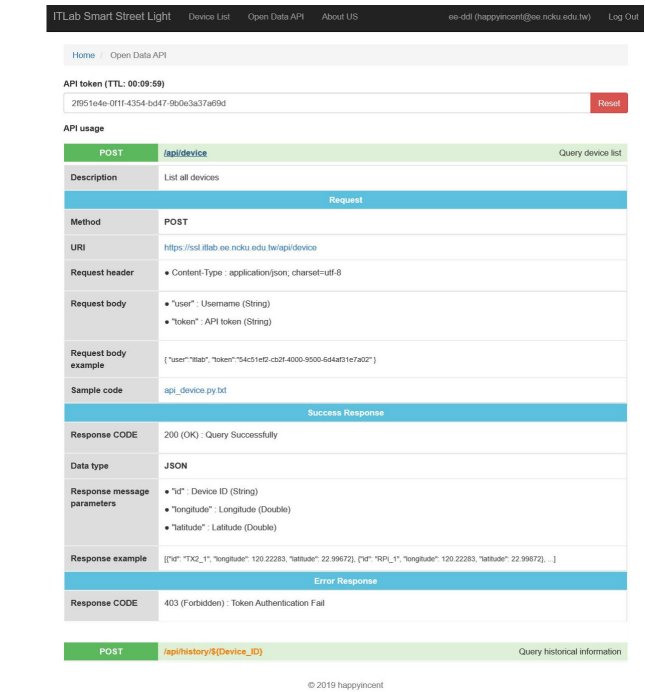 ITLab Smart Street Light Device List Open Data API About US ee-ddl (happyincent@ee.ncku.edu.tw) Log Out
Home / Open Data API
API token (TTL: 00:09:59)
2f951e4e-0f1f-4354-bd47-9b0e3a37a69d Reset
API usage
POST /api/device Query device list
Description List all devices
Request
Method POST
URI https://ssl.itlab.ee.ncku.edu.tw/api/device
Request header ● Content-Type : application/json; charset=utf-8
Request body ● "user" : Username (String)
● "token" : API token (String)
Request body
example { "user":"itlab", "token":"54c51ef2-cb2f-4000-9500-6d4af31e7a02" }
Sample code api_device.py.txt
Success Response
Response CODE 200 (OK) : Query Successfully
Data type JSON
Response message
parameters ● "id" : Device ID (String)
● "longitude" : Longitude (Double)
● "latitude" : Latitude (Double)
Response example [{"id": "TX2_1", "longitude": 120.22283, "latitude": 22.99672}, {"id": "RPi_1", "longitude": 120.22283, "latitude": 22.99872}, ...]
Error Response
Response CODE 403 (Forbidden) : Token Authentication Fail
POST /api/history/${Device_ID} Query historical information
© 2019 happyincent